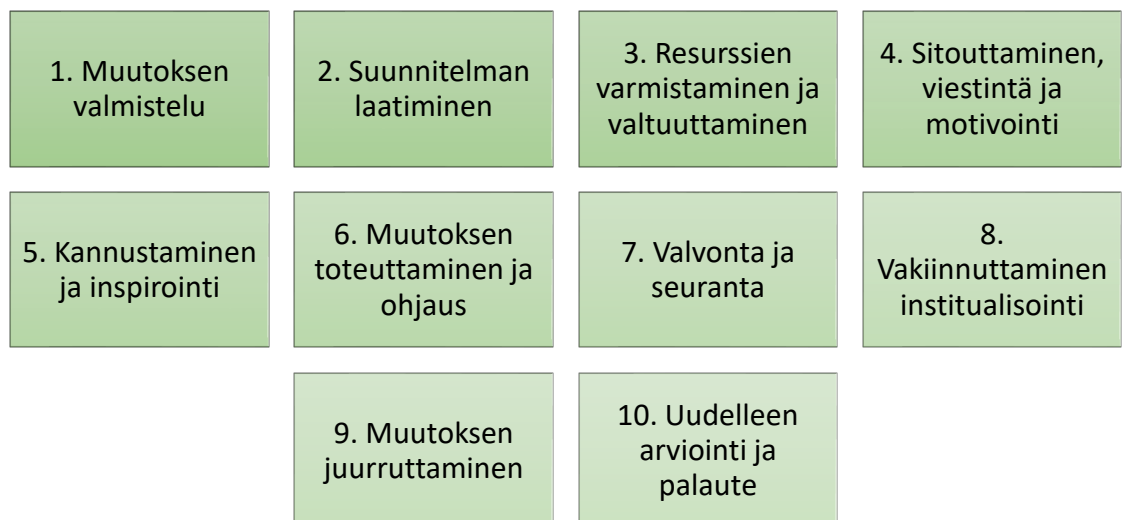 1. Muutoksen
valmistelu
2. Suunnitelman
laatiminen
3. Resurssien
varmistaminen ja
valtuuttaminen
4. Sitouttaminen,
viestintä ja
motivointi
5. Kannustaminen
ja inspirointi
6. Muutoksen
toteuttaminen ja
ohjaus
7. Valvonta ja
seuranta
8.
Vakiinnuttaminen
institualisointi
9. Muutoksen
juurruttaminen
10. Uudelleen
arviointi ja
palaute